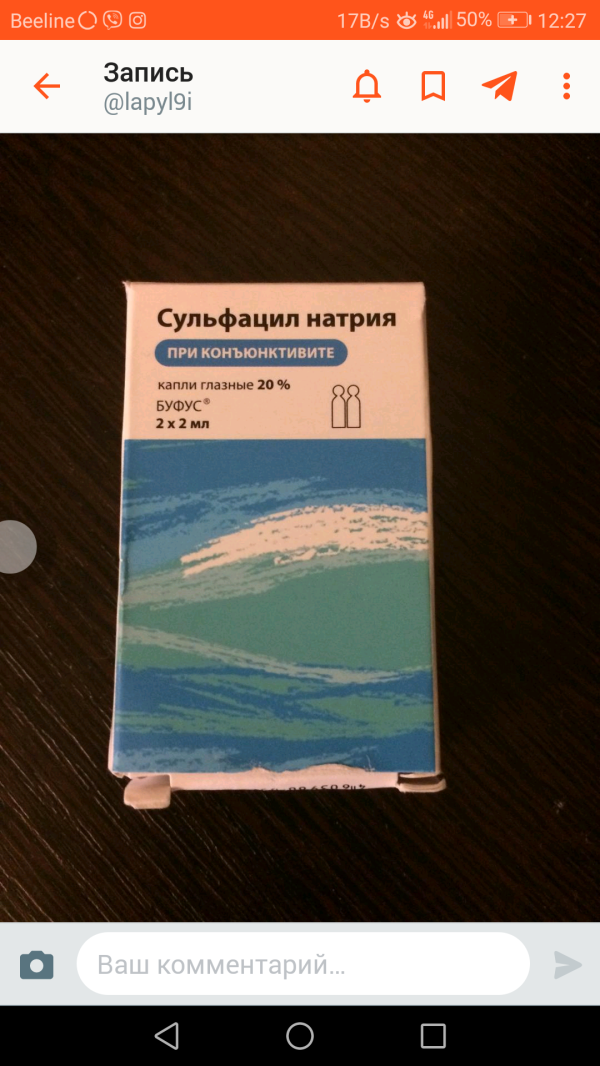 Beeline 17B/s 4G 50% 12:27
Запись
@lapyl9i
Сульфацил натрия
ПРИ КОНЪЮНКТИВИТЕ
капли глазные 20 %
БУФУС®
2 x 2 мл
Ваш комментарий...